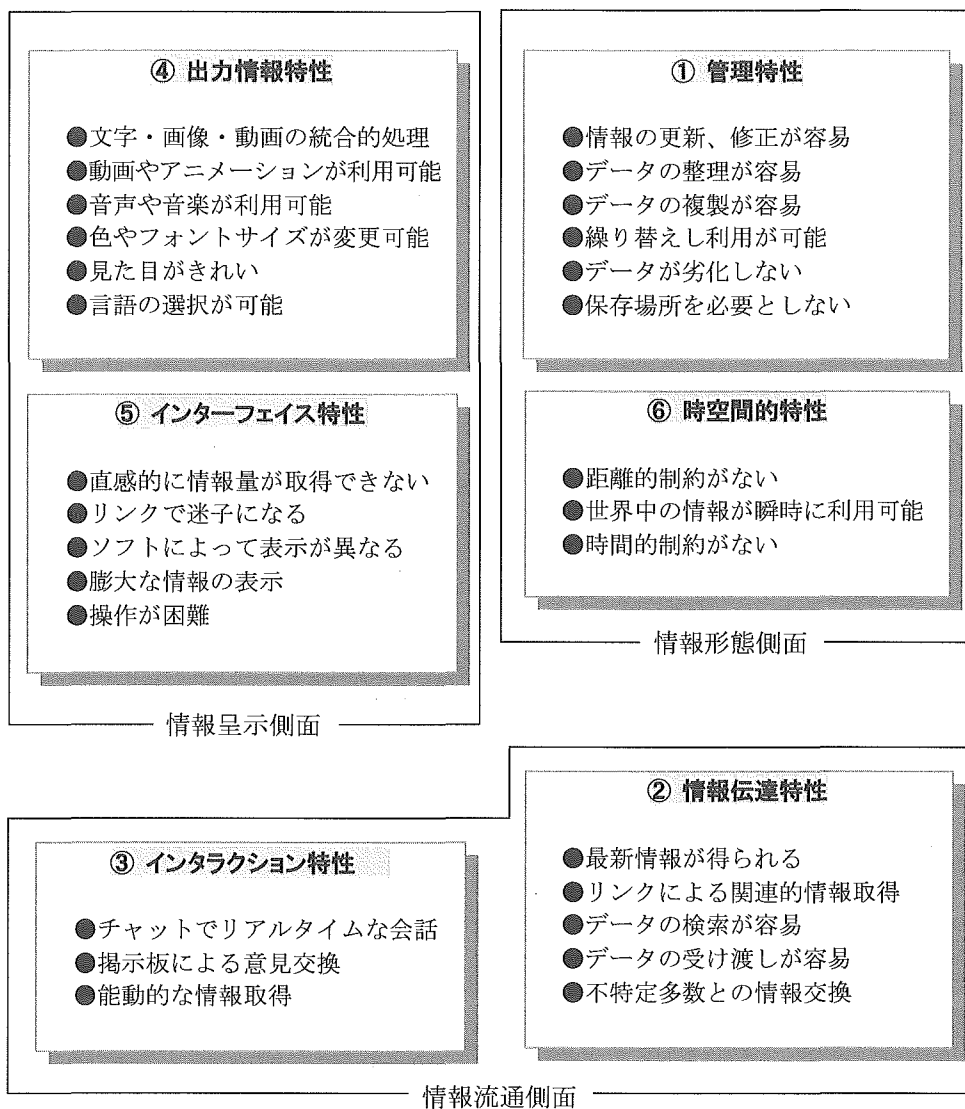 ④ 出力情報特性
●文字・画像・動画の統合的処理
●動画やアニメーションが利用可能
●音声や音楽が利用可能
●色やフォントサイズが変更可能
●見た目がきれい
●言語の選択が可能
⑤ インターフェイス特性
●直感的に情報量が取得できない
●リンクで迷子になる
●ソフトによって表示が異なる
●膨大な情報の表示
●操作が困難
情報呈示側面
① 管理特性
●情報の更新、修正が容易
●データの整理が容易
●データの複製が容易
●繰り替えし利用が可能
●データが劣化しない
●保存場所を必要としない
⑥ 時空間的特性
●距離的制約がない
●世界中の情報が瞬時に利用可能
●時間的制約がない
情報形態側面
③ インタラクション特性
●チャットでリアルタイムな会話
●掲示板による意見交換
●能動的な情報取得
② 情報伝達特性
●最新情報が得られる
●リンクによる関連的情報取得
●データの検索が容易
●データの受け渡しが容易
●不特定多数との情報交換
情報流通側面